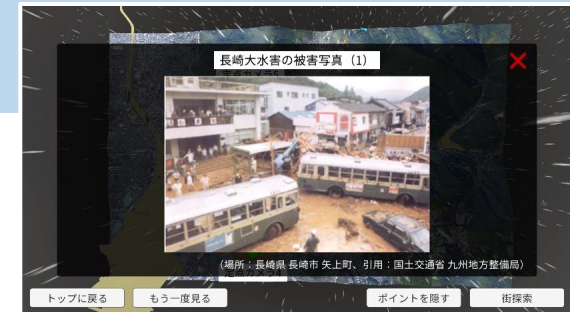 長崎大水害の被害写真（1）
（場所：長崎県 長崎市 矢上町、引用：国土交通省 九州地方整備局）
トップに戻る
もう一度見る
ポイントを隠す
街探索